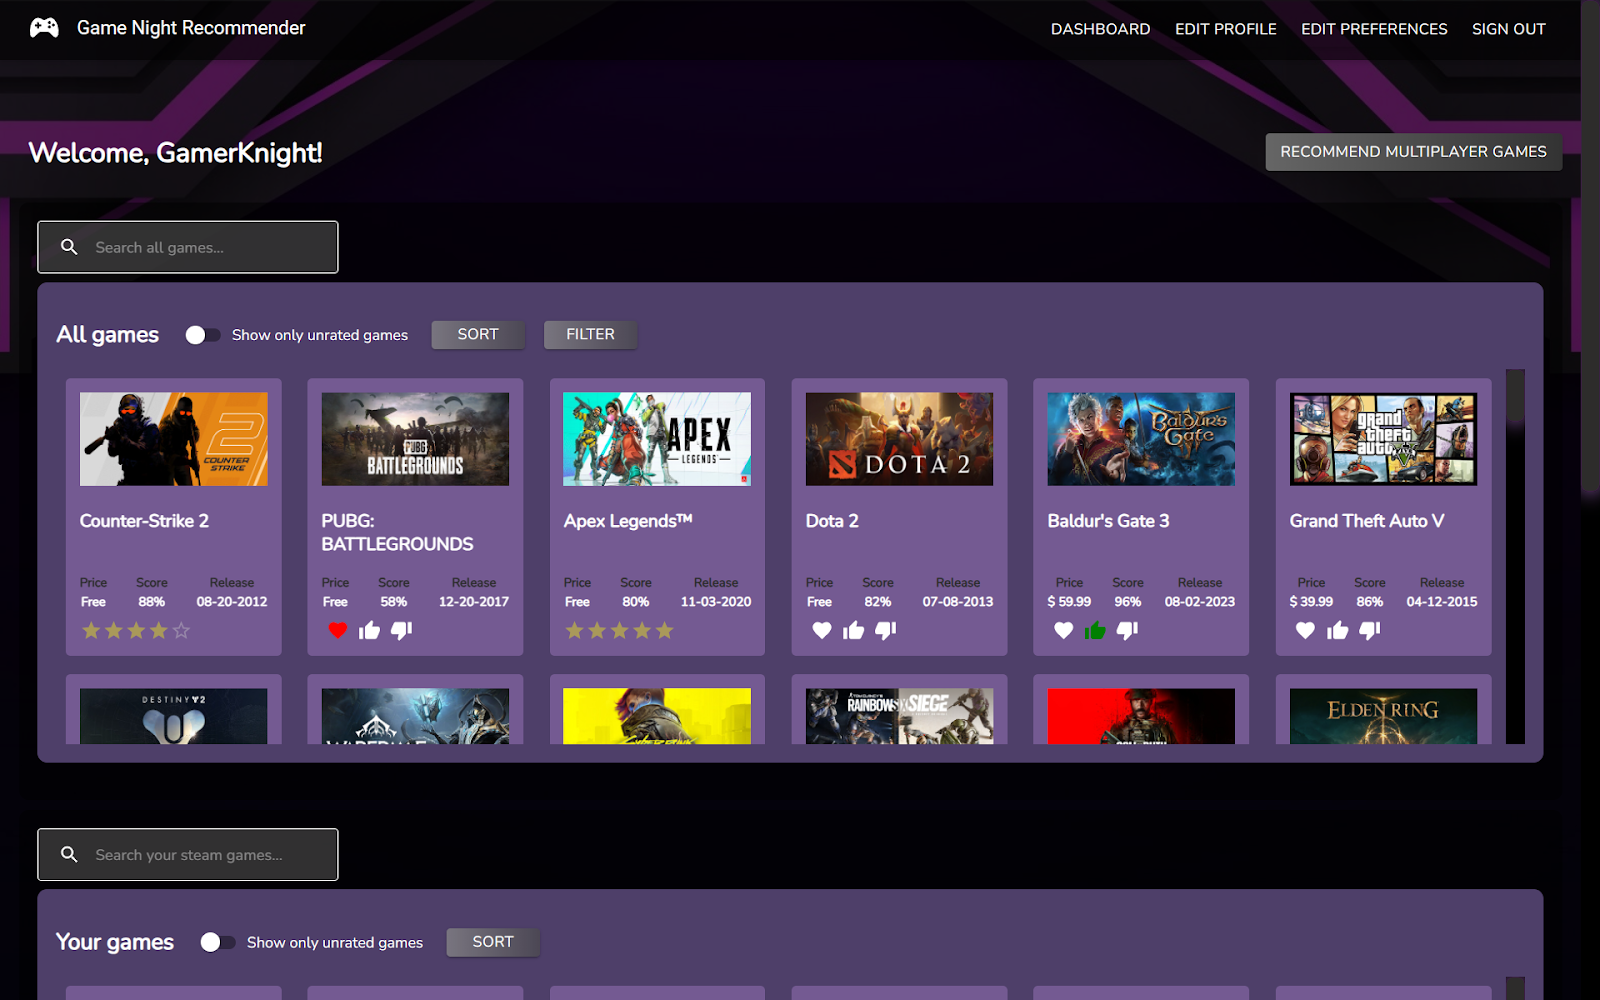 Game Night Recommender
DASHBOARD EDIT PROFILE EDIT PREFERENCES SIGN OUT
Welcome, GamerKnight!
RECOMMEND MULTIPLAYER GAMES
Search all games...
All games
Show only unrated games
SORT
FILTER
2
COUNTER
STRIKE
Counter-Strike 2
Price Score Release
Free 88% 08-20-2012
PUBG
BATTLEGROUNDS
PUBG:
BATTLEGROUNDS
Price Score Release
Free 58% 12-20-2017
APEX
LEGENDS
Apex Legends™
Price Score Release
Free 80% 11-03-2020
DOTA 2
Dota 2
Price Score Release
Free 82% 07-08-2013
BALDUR'S
GATE
Baldur's Gate 3
Price Score Release
$ 59.99 96% 08-02-2023
grand
theft
auto
V
Grand Theft Auto V
Price Score Release
$ 39.99 86% 04-12-2015
DESTINY 2
RAINBOW SIX SIEGE
ELDEN RING
Search your steam games...
Your games
Show only unrated games
SORT